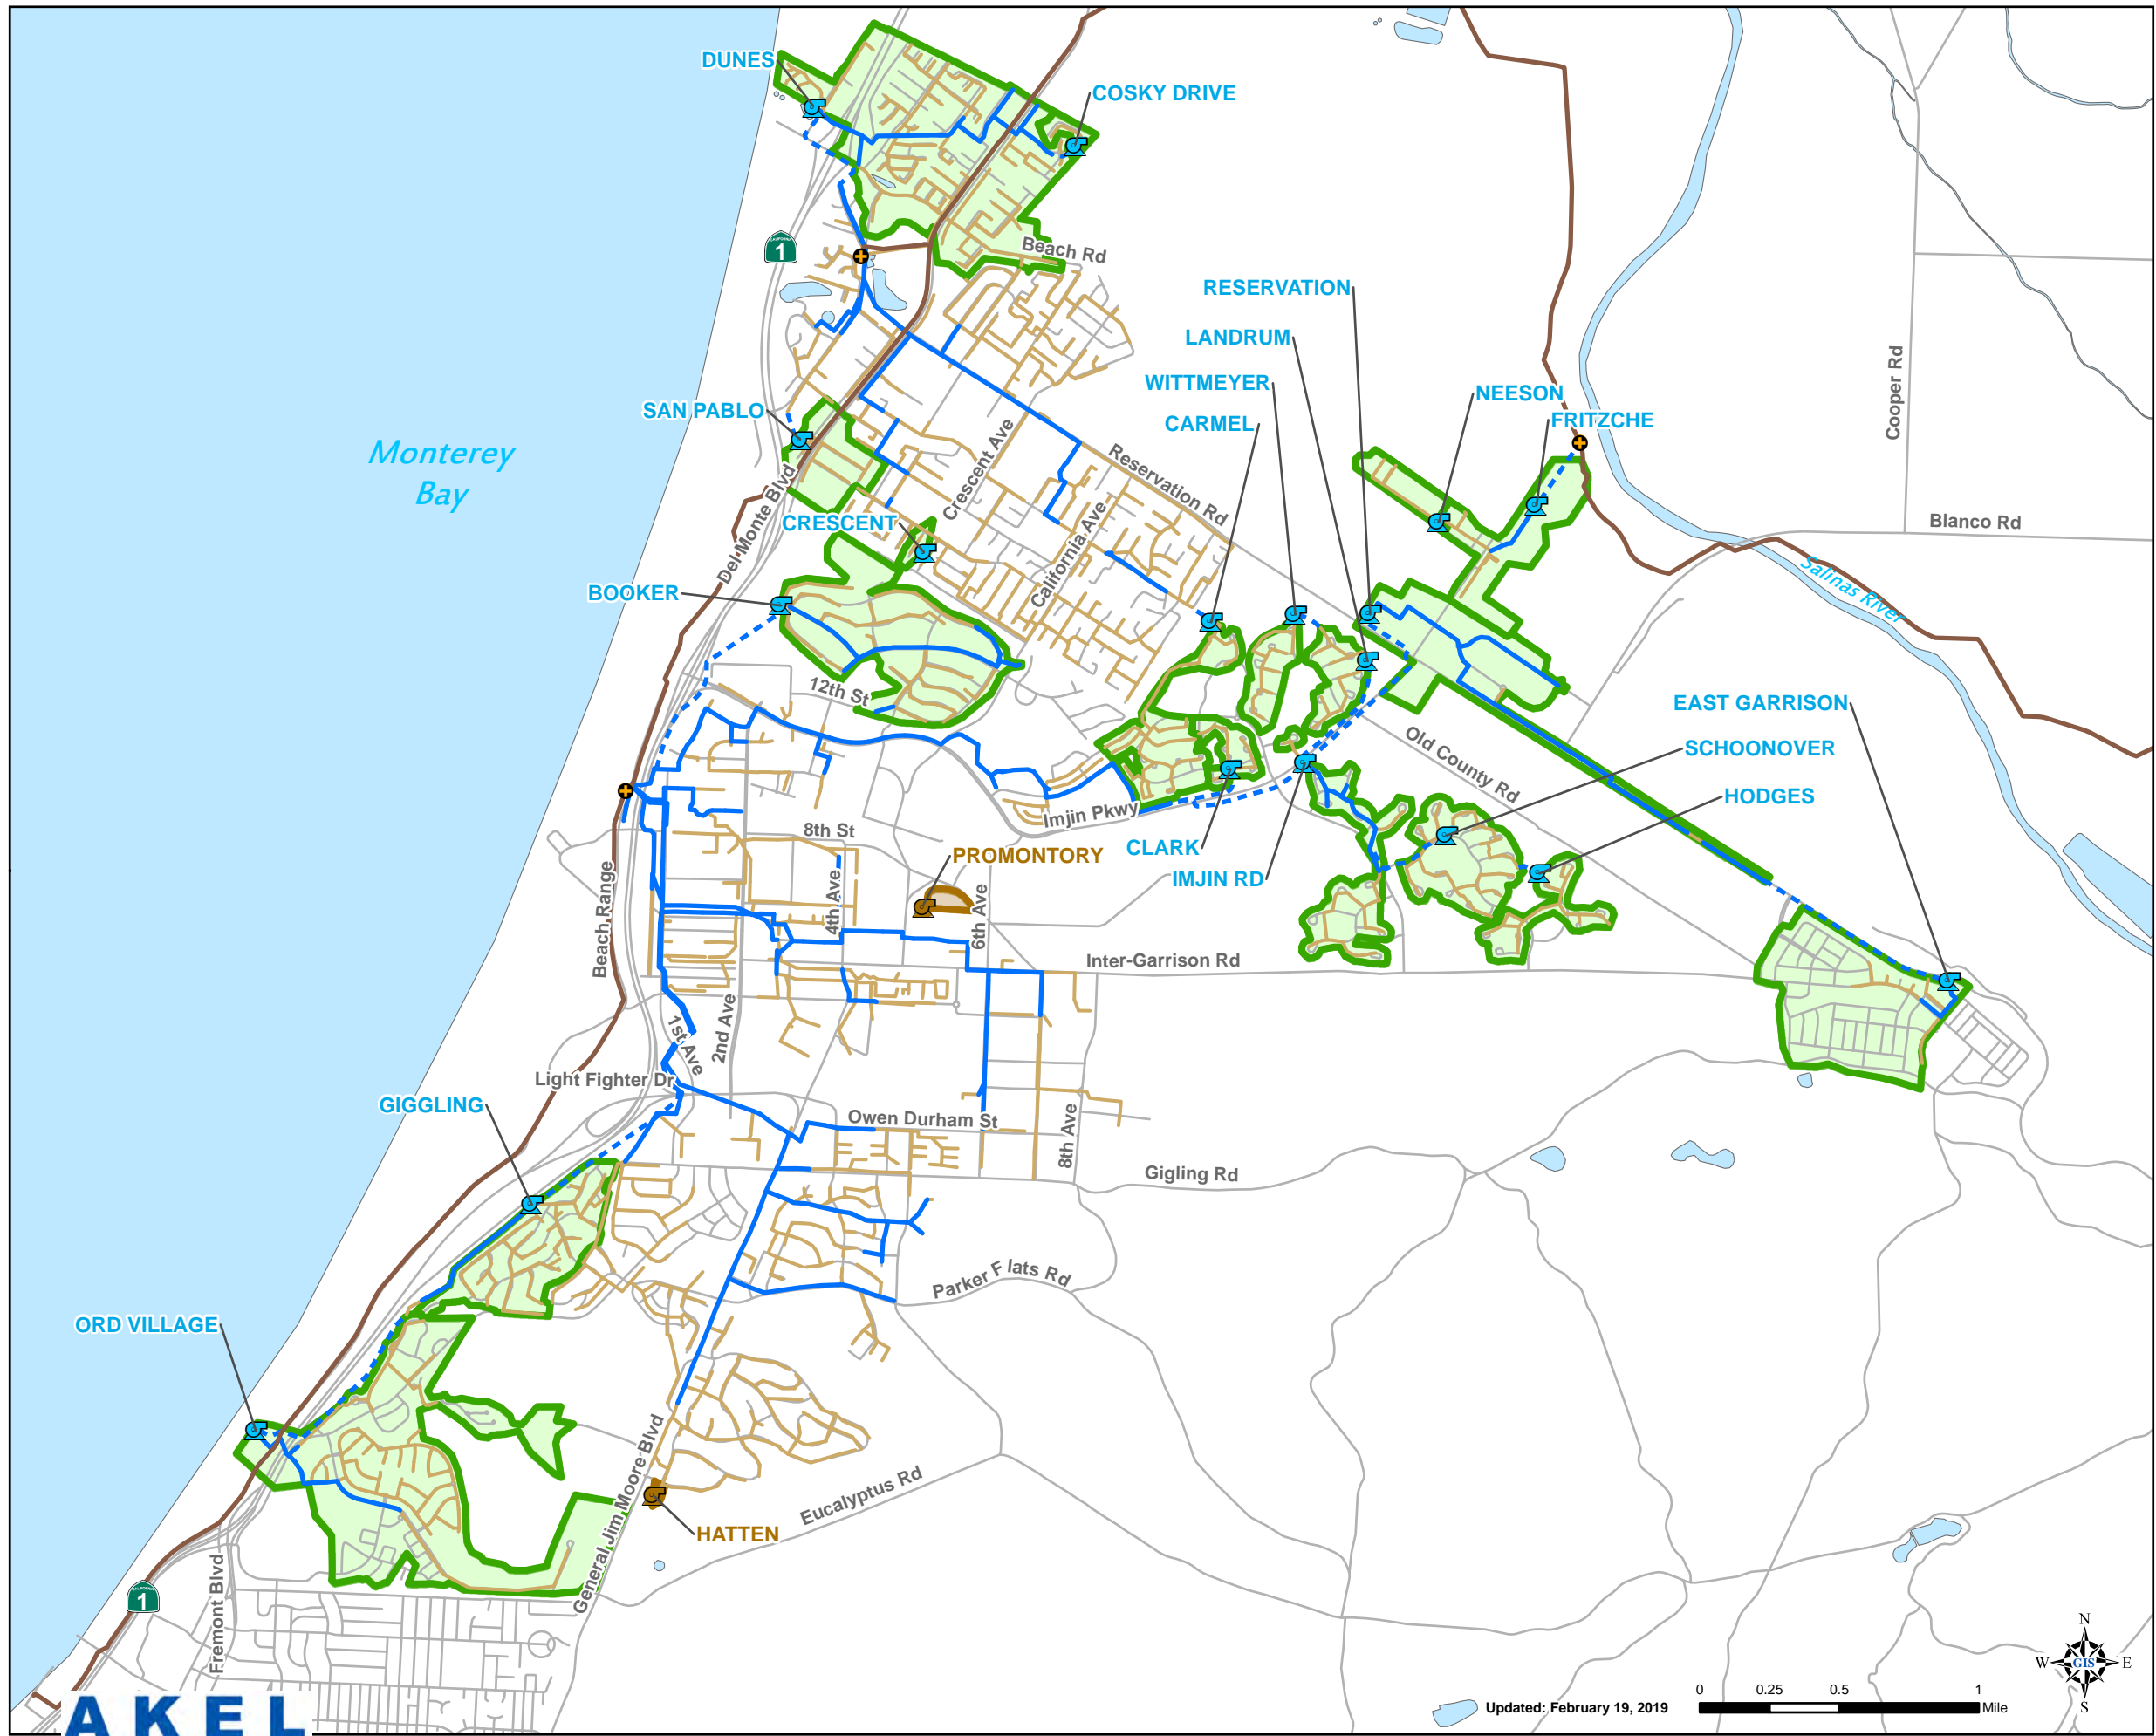 DUNES
COSKY DRIVE
CALIFORNIA
1
Beach Rd
RESERVATION
LANDRUM
WITTMEYER
CARMEL
NEESON
FRITZCHE
Cooper Rd
SAN PABLO
Monterey
Bay
Crescent Ave
Reservation Rd
Del Monte Blvd
CRESCENT
California Ave
Blanco Rd
Salinas River
BOOKER
12th St
EAST GARRISON
SCHOONOVER
HODGES
Old County Rd
Imjin Pkwy
8th St
CLARK
IMJIN RD
PROMONTORY
4th Ave
6th Ave
Beach Range
Inter-Garrison Rd
1st Ave
2nd Ave
Light Fighter Dr
GIGGLING
Owen Durham St
8th Ave
Gigling Rd
Parker Flats Rd
ORD VILLAGE
General Jim Moore Blvd
Eucalyptus Rd
HATTEN
Fremont Blvd
CALIFORNIA
1
AKEL
Updated: February 19, 2019
0 0.25 0.5 1
Mile
N
W GIS E
S